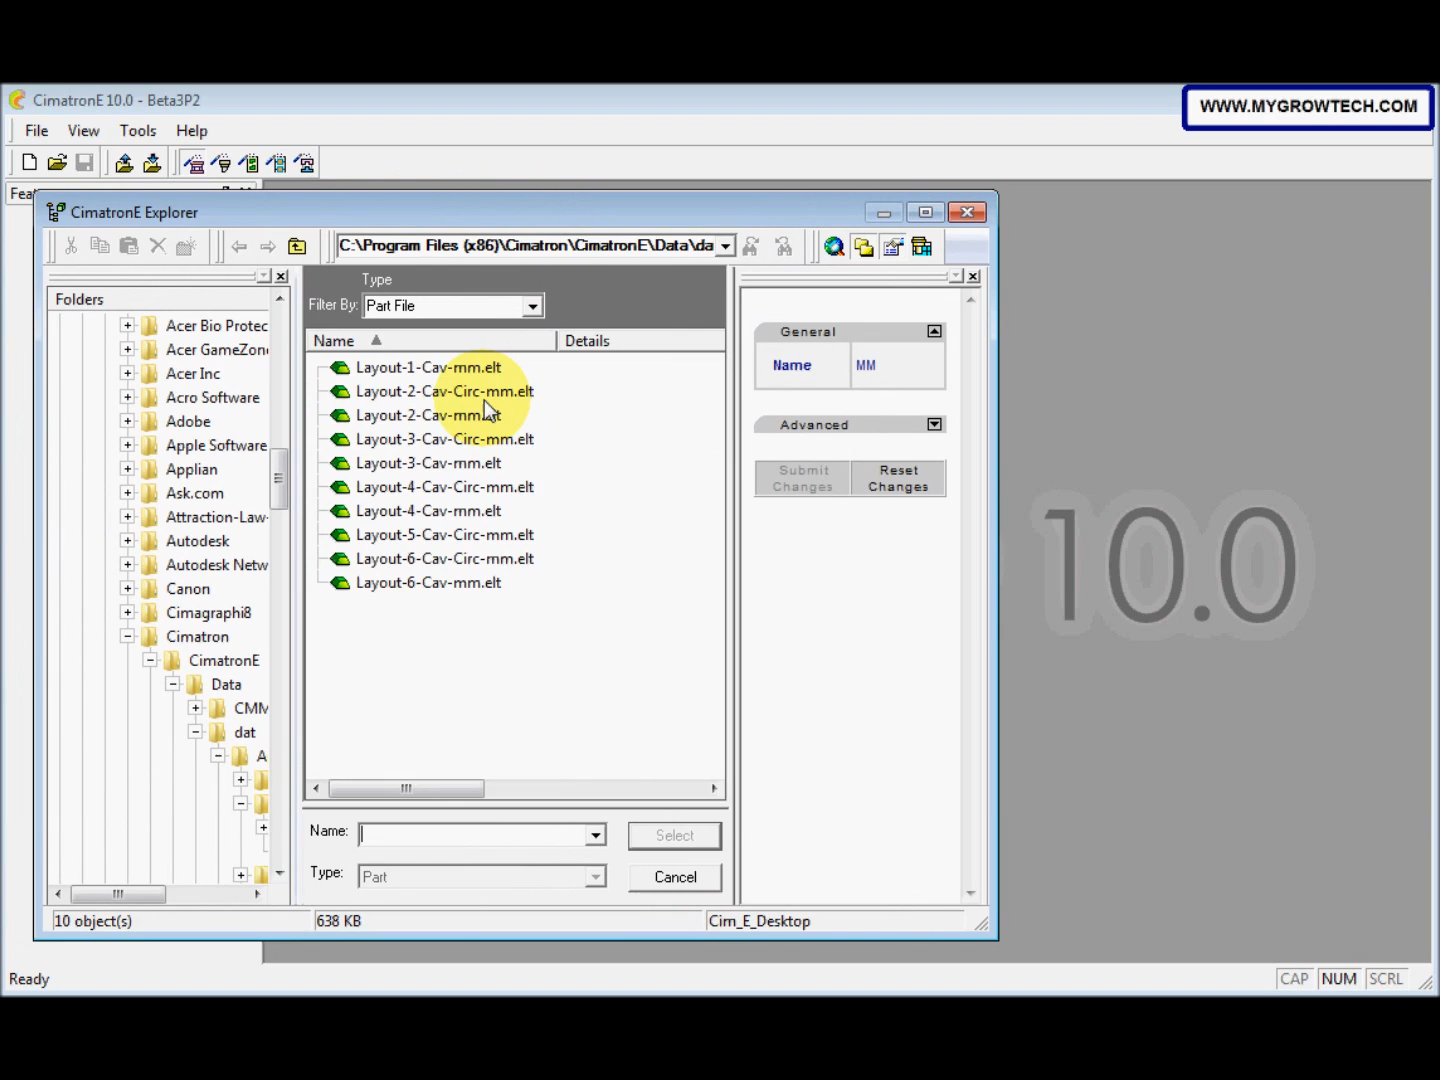 CimatronE 10.0 - Beta3P2
WWW.MYGROWTECH.COM
File View Tools Help
Fea
CimatronE Explorer
C:\Program Files (x86)\Cimatron\CimatronE\Data\da
Folders
Acer Bio Protec
Acer GameZon
Acer Inc
Acro Software
Adobe
Apple Software
Applian
Ask.com
Attraction-Law
Autodesk
Autodesk Netw
Canon
Cimagraphi8
Cimatron
CimatronE
Data
CMM
dat
A
Type
Filter By: Part File
Name Details
Layout-1-Cav-mm.elt
Layout-2-Cav-Circ-mm.elt
Layout-2-Cav-mm.elt
Layout-3-Cav-Circ-mm.elt
Layout-3-Cav-mm.elt
Layout-4-Cav-Circ-mm.elt
Layout-4-Cav-mm.elt
Layout-5-Cav-Circ-mm.elt
Layout-6-Cav-Circ-mm.elt
Layout-6-Cav-mm.elt
Name:
Select
Type: Part
Cancel
General
Name MM
Advanced
Submit Changes
Reset Changes
10.0
10 object(s) 638 KB Cim_E_Desktop
Ready CAP NUM SCRL